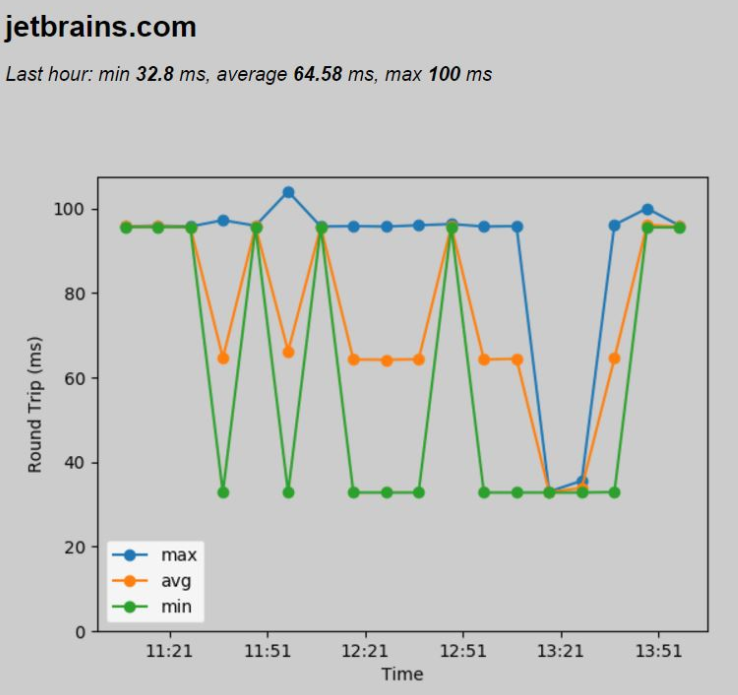 jetbrains.com
Last hour: min 32.8 ms, average 64.58 ms, max 100 ms
100
80
60
40
20
0
Round Trip (ms)
max
avg
min
11:21 11:51 12:21 12:51 13:21 13:51
Time